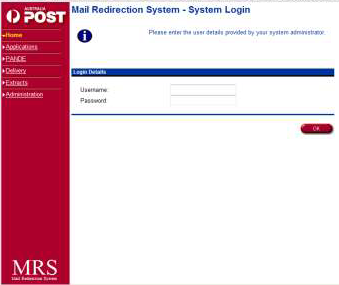 AUSTRALIA
POST
Mail Redirection System - System Login
Please enter the user details provided by your system administrator.
Home
Applications
PANDE
Delivery
Extracts
Administration
Login Details
Username:
Password:
OK
MRS
Mail Redirection System